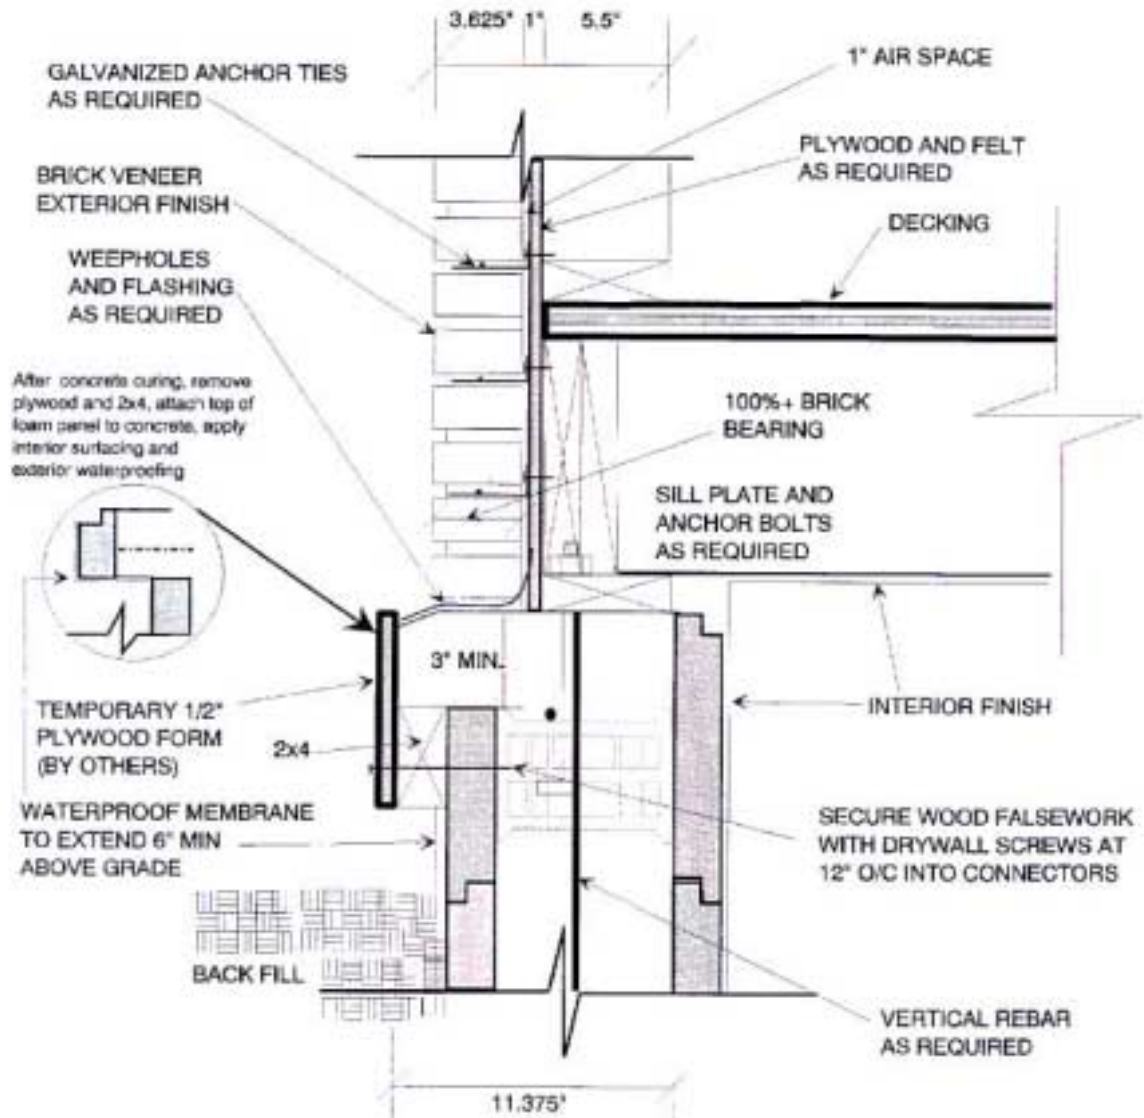 3.625" 1" 5.5"
GALVANIZED ANCHOR TIES
AS REQUIRED
1" AIR SPACE
PLYWOOD AND FELT
AS REQUIRED
BRICK VENEER
EXTERIOR FINISH
DECKING
WEEPHOLES
AND FLASHING
AS REQUIRED
After concrete curing, remove
plywood and 2x4, attach top of
foam panel to concrete, apply
interior surfacing and
exterior waterproofing
100%+ BRICK
BEARING
SILL PLATE AND
ANCHOR BOLTS
AS REQUIRED
3" MIN.
INTERIOR FINISH
TEMPORARY 1/2"
PLYWOOD FORM
(BY OTHERS)
2x4
WATERPROOF MEMBRANE
TO EXTEND 6" MIN
ABOVE GRADE
SECURE WOOD FALSEWORK
WITH DRYWALL SCREWS AT
12" O/C INTO CONNECTORS
BACK FILL
VERTICAL REBAR
AS REQUIRED
11.375"